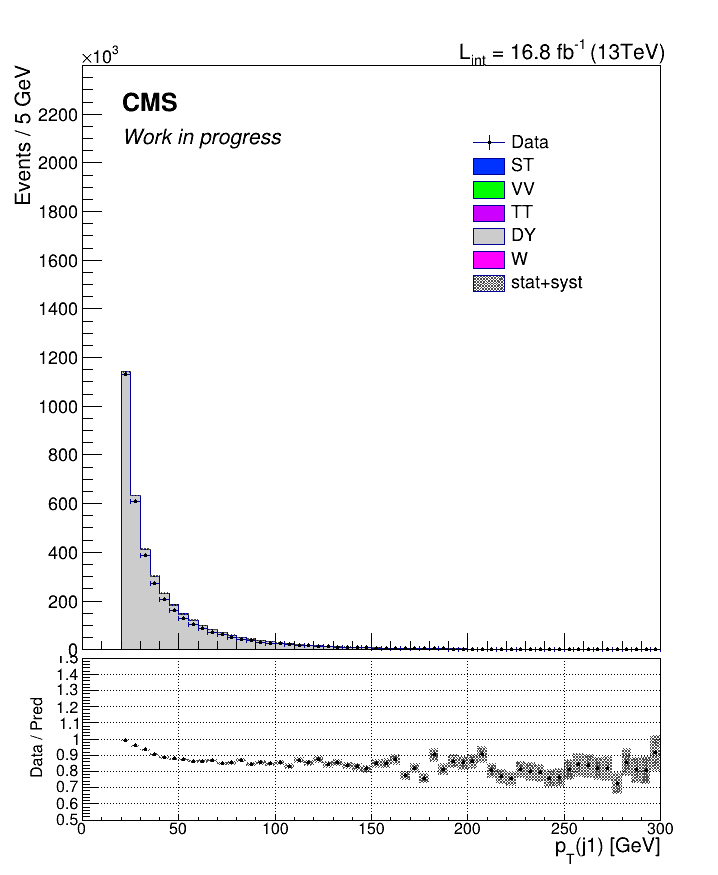 ×10³
L_int = 16.8 fb⁻¹ (13TeV)
Events / 5 GeV
CMS
Work in progress
Data
ST
VV
TT
DY
W
stat+syst
2200
2000
1800
1600
1400
1200
1000
800
600
400
200
0
Data / Pred
1.5
1.4
1.3
1.2
1.1
1
0.9
0.8
0.7
0.6
0.5
0 50 100 150 200 250 300
p_T(j1) [GeV]